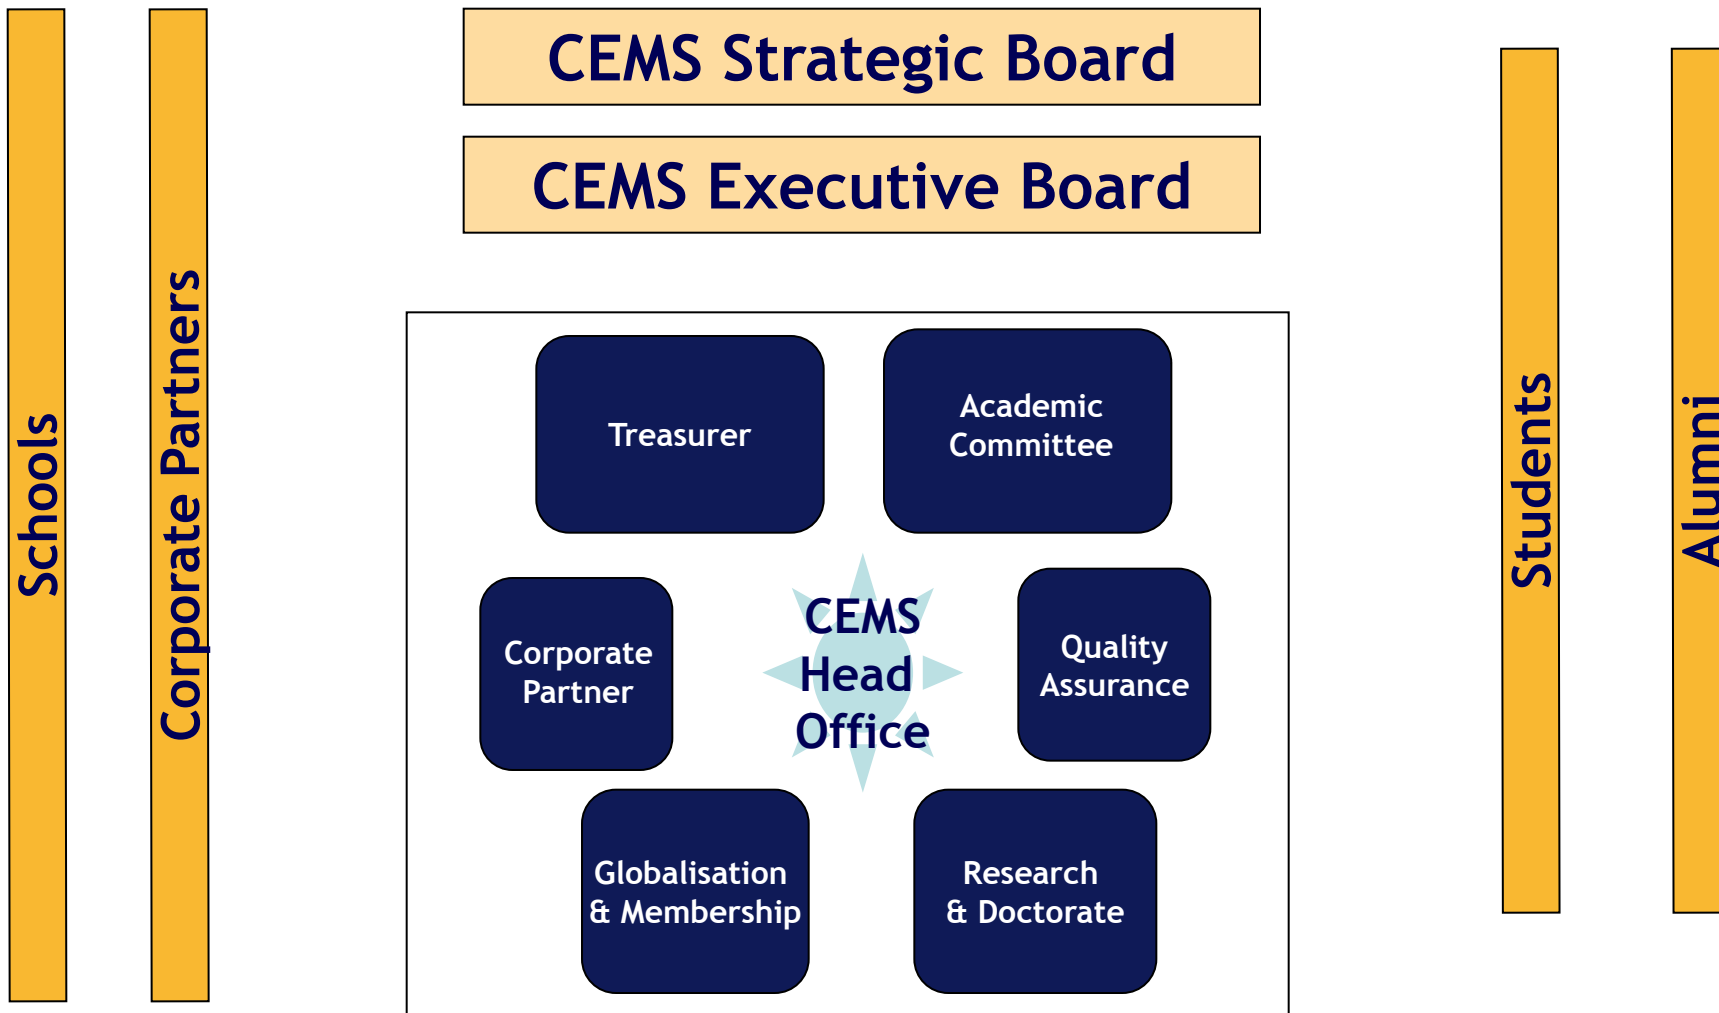 CEMS Strategic Board
CEMS Executive Board
Schools
Corporate Partners
Treasurer
Academic
Committee
Corporate
Partner
CEMS
Head
Office
Quality
Assurance
Globalisation
& Membership
Research
& Doctorate
Students
Alumni